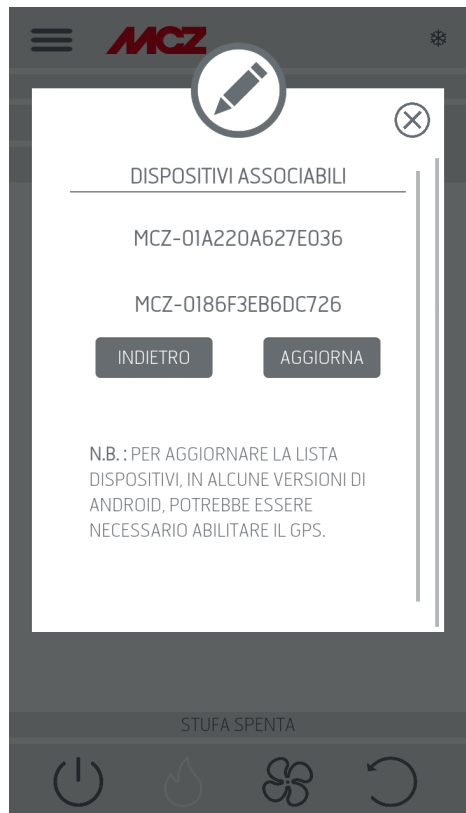 MCZ
DISPOSITIVI ASSOCIABILI
MCZ-01A220A627E036
MCZ-0186F3EB6DC726
INDIETRO
AGGIORNA
N.B. : PER AGGIORNARE LA LISTA
DISPOSITIVI, IN ALCUNE VERSIONI DI
ANDROID, POTREBBE ESSERE
NECESSARIO ABILITARE IL GPS.
STUFA SPENTA